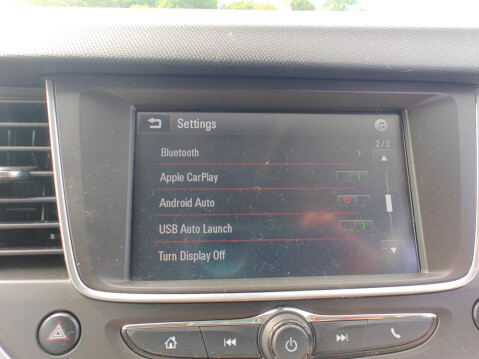 Settings
Bluetooth
2/3
Apple CarPlay
Android Auto
USB Auto Launch
Turn Display Off